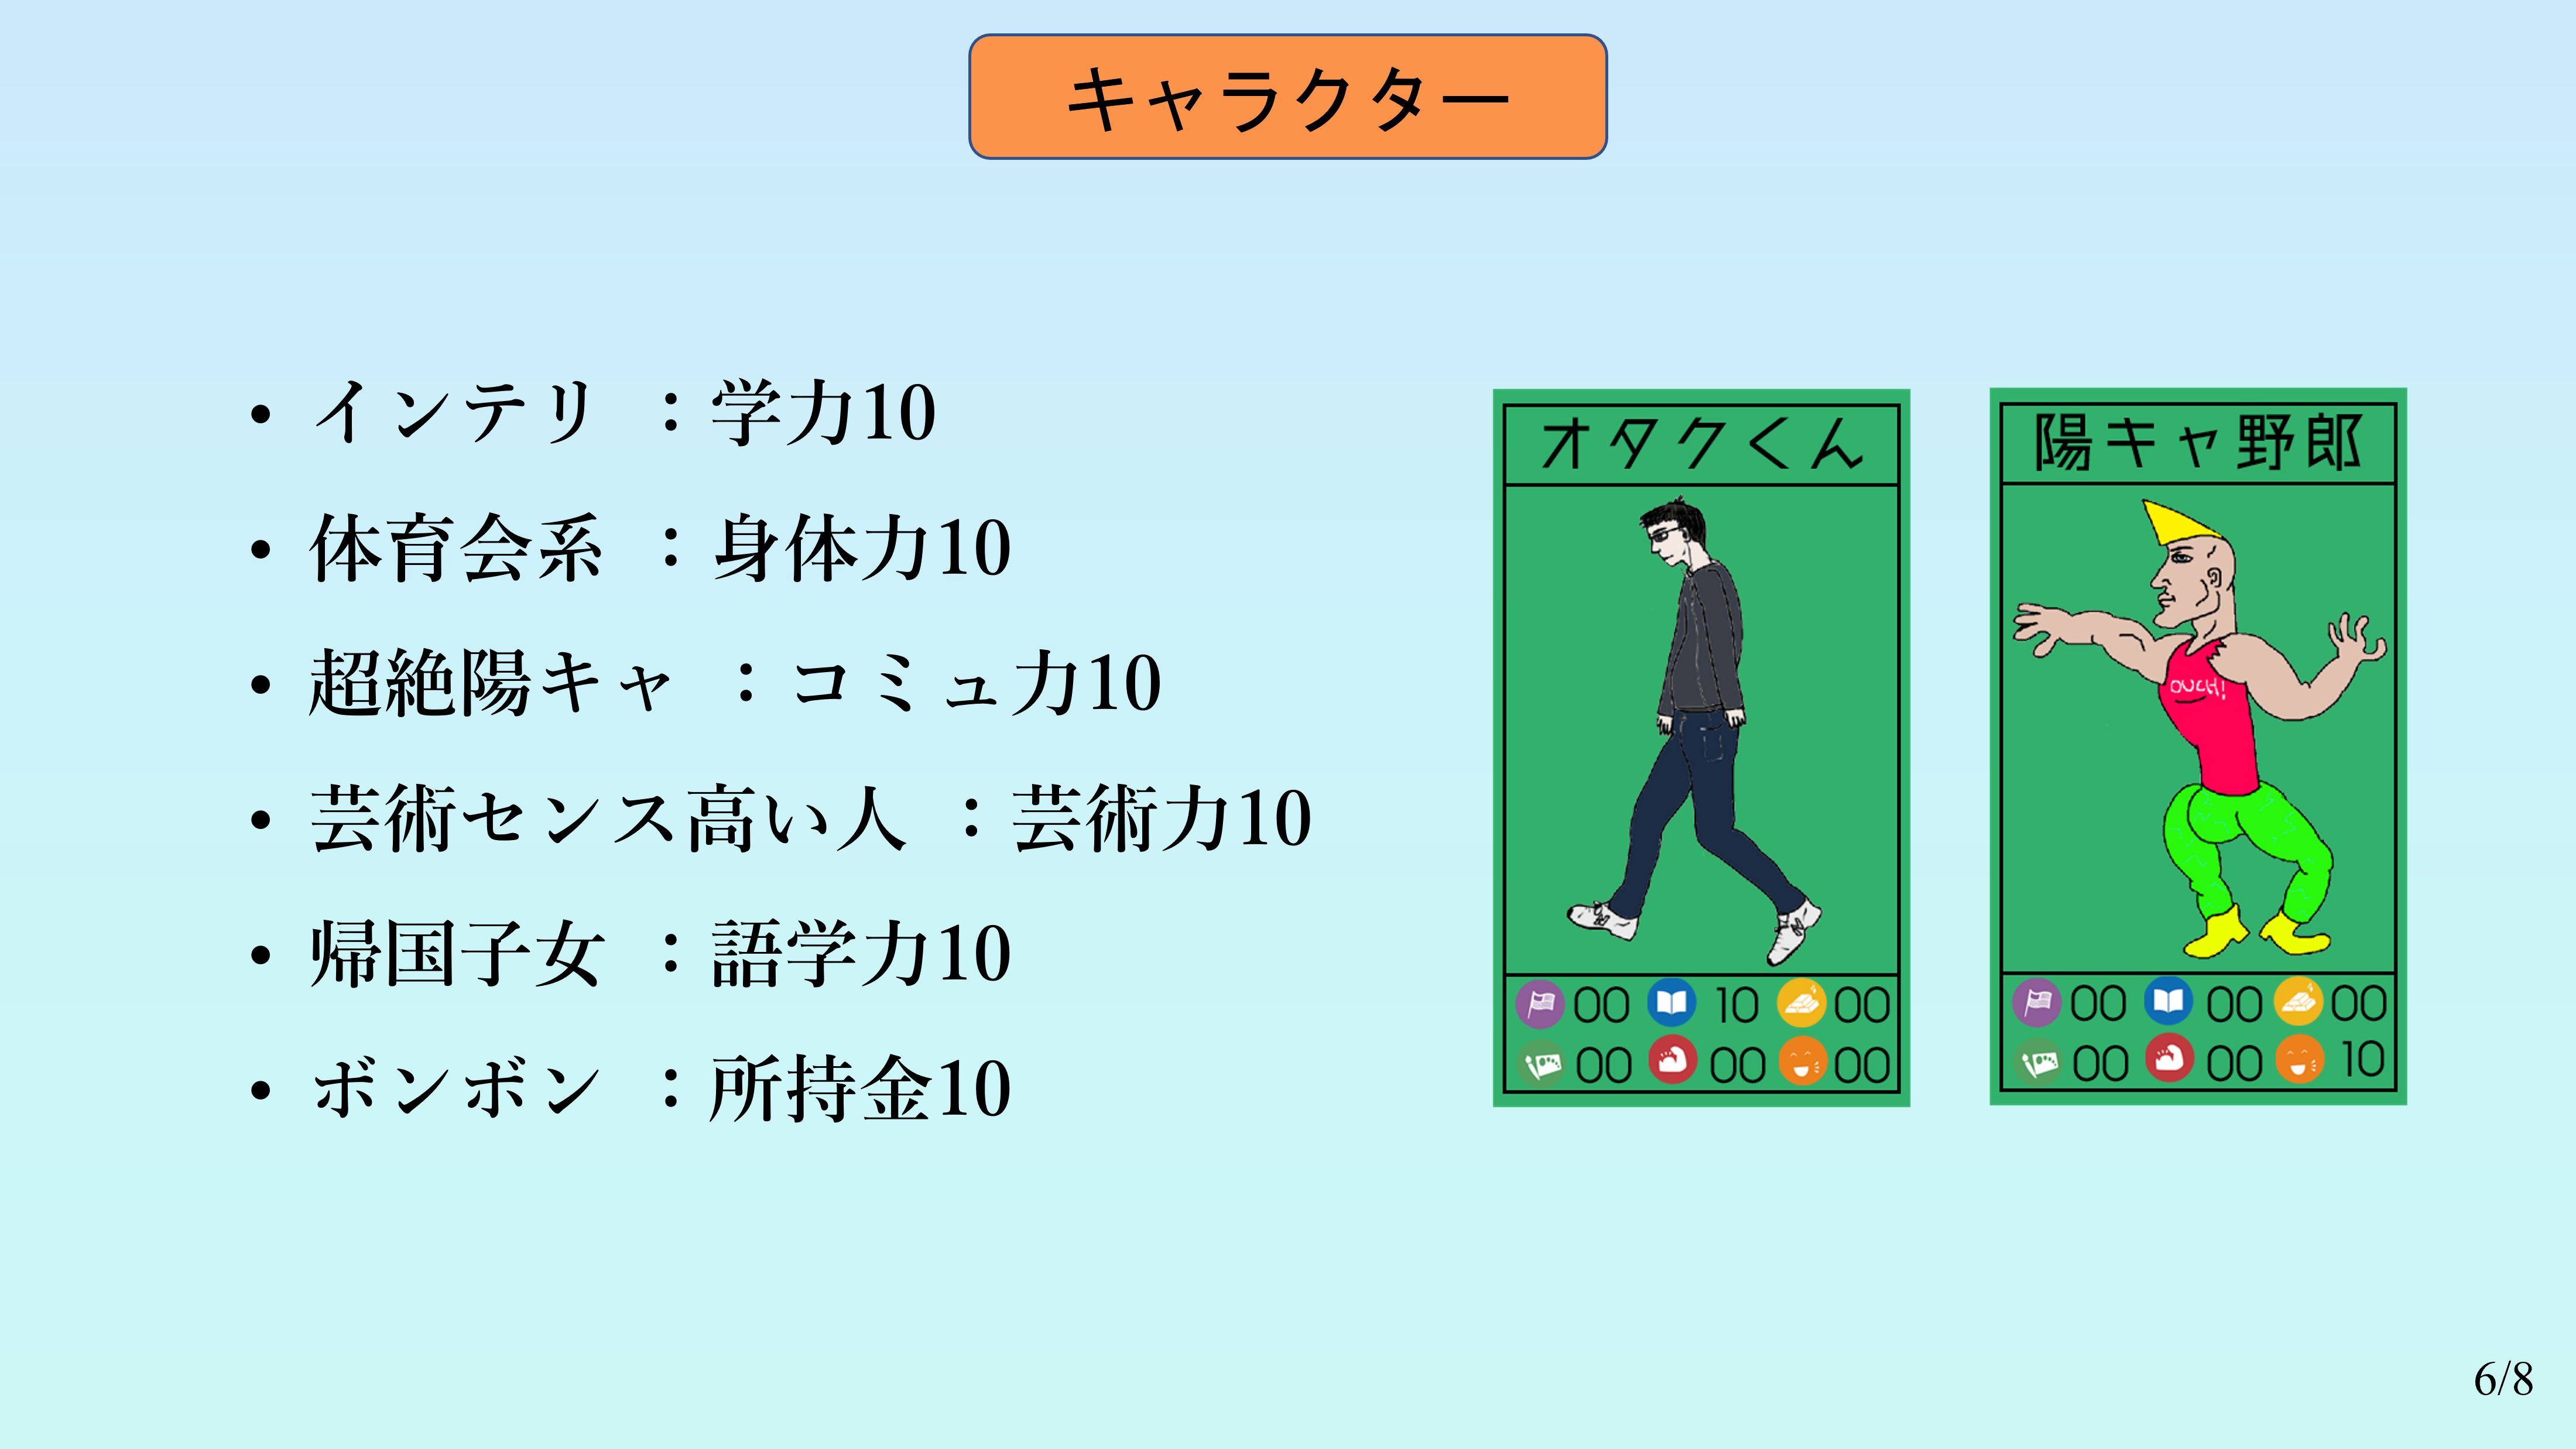 キャラクター
• インテリ ：学力10
• 体育会系 ：身体力10
• 超絶陽キャ ：コミュ力10
• 芸術センス高い人 ：芸術力10
• 帰国子女 ：語学力10
• ボンボン ：所持金10
オタクくん
00 10 00
00 00 00
陽キャ野郎
OUCH!
00 00 00
00 00 10
6/8